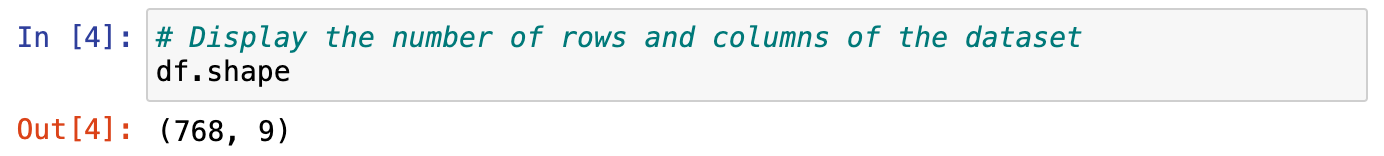 In [4]: # Display the number of rows and columns of the dataset
df.shape
Out[4]: (768, 9)